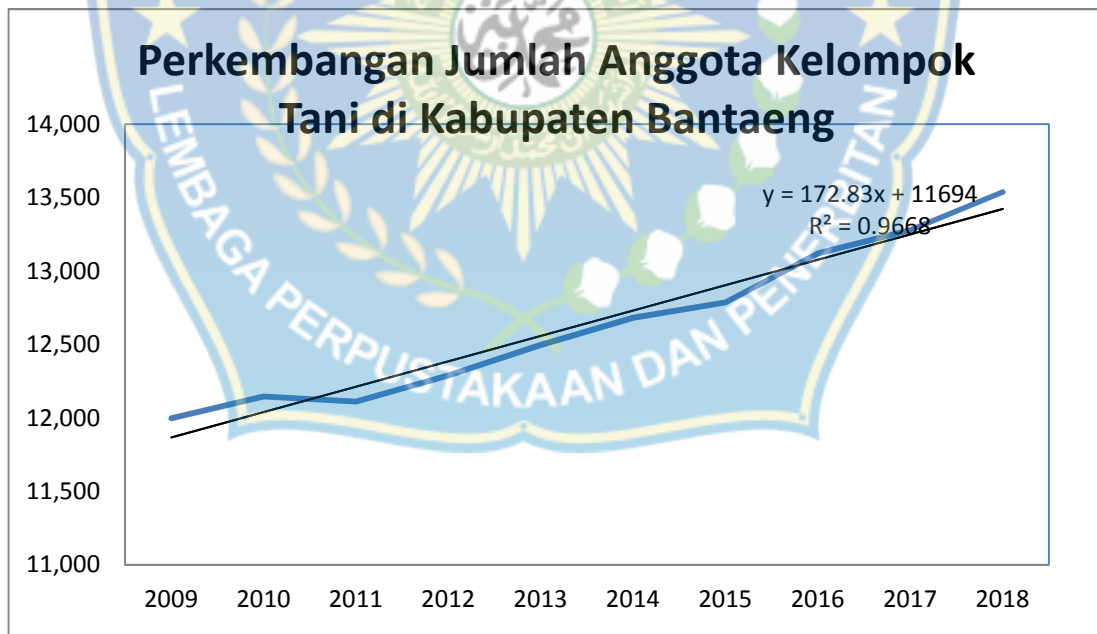 Perkembangan Jumlah Anggota Kelompok
Tani di Kabupaten Bantaeng
14,000
13,500
13,000
12,500
12,000
11,500
11,000
y = 172.83x + 11694
R² = 0.9668
2009 2010 2011 2012 2013 2014 2015 2016 2017 2018
LEMBAGA PERPUSTAKAAN DAN PENERBITAN